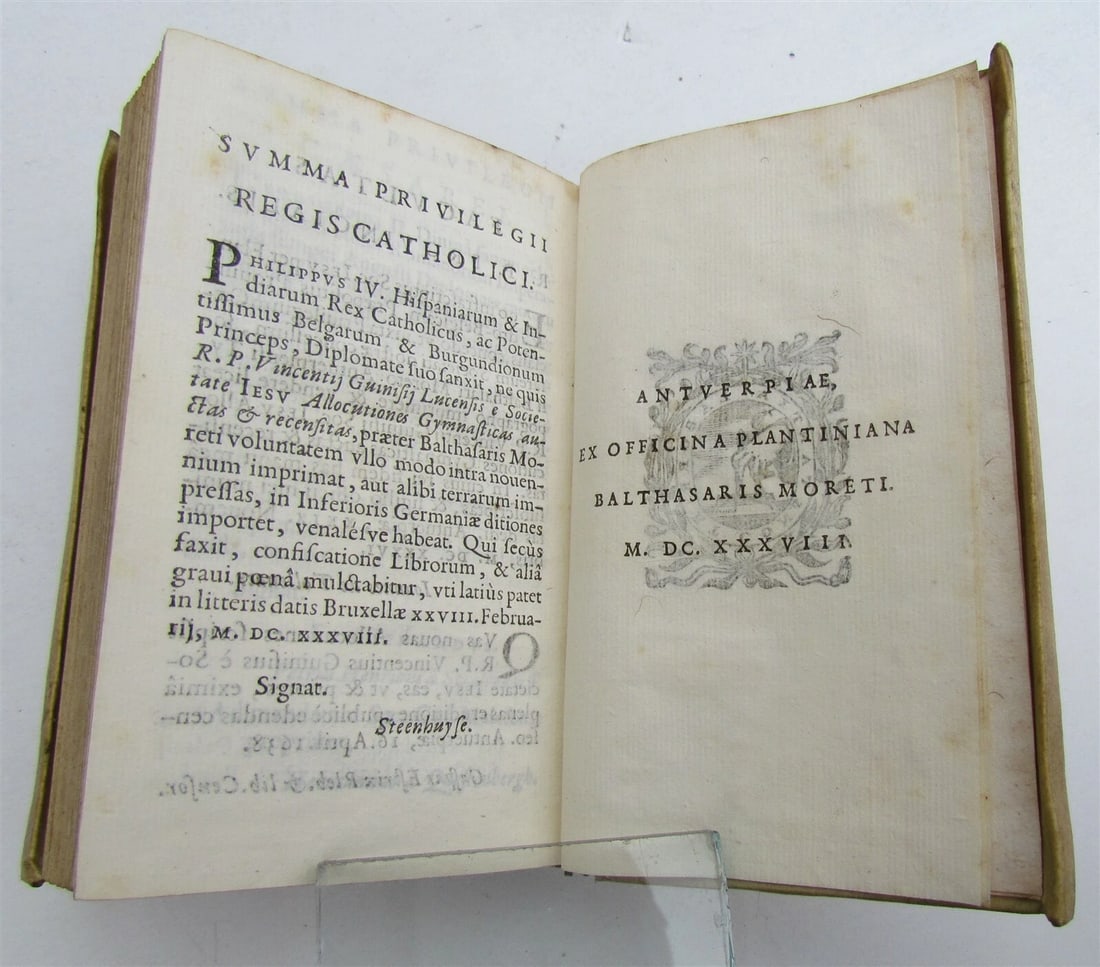 SVMMA PRIVILEGII
REGIS CATHOLICI.
PHILIPPVS IV. Hiſpaniarum & In-
diarum Rex Catholicus, ac Poten-
tiſſimus Belgarum & Burgundionum
Princeps, Diplomate ſuo ſanxit, ne quis
R. P. Vincentij Guiniſij Lucenſis e Socie-
tate IESV Allocutiones Gymnaſticas, au-
ctas & recenſitas, præter Balthaſaris Mo-
reti voluntatem vllo modo intra nouen-
nium imprimat, aut alibi terrarum im-
preſſas, in Inferioris Germaniæ ditiones
importet, venaléſve habeat. Qui ſecùs
faxit, confiſcatione Librorum, & aliâ
graui pœnâ mulctabitur, vti latiùs patet
in litteris datis Bruxellæ XXVIII. Februa-
rij, M. DC. XXXVIII.
Signat.
Steenhuyſe.
ANTVERPIAE,
EX OFFICINA PLANTINIANA
BALTHASARIS MORETI.
M. DC. XXXVIII.